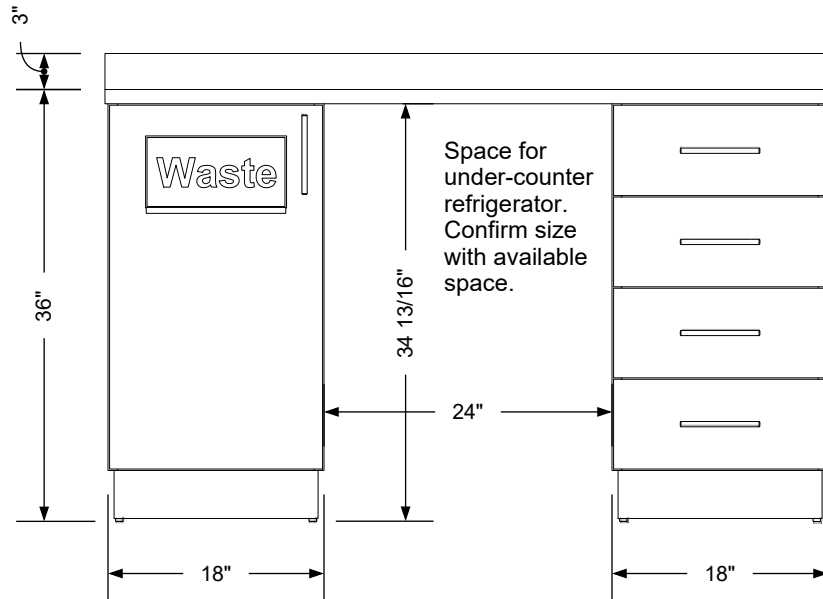 3"
Waste
Space for
under-counter
refrigerator.
Confirm size
with available
space.
36"
34 13/16"
24"
18"
18"